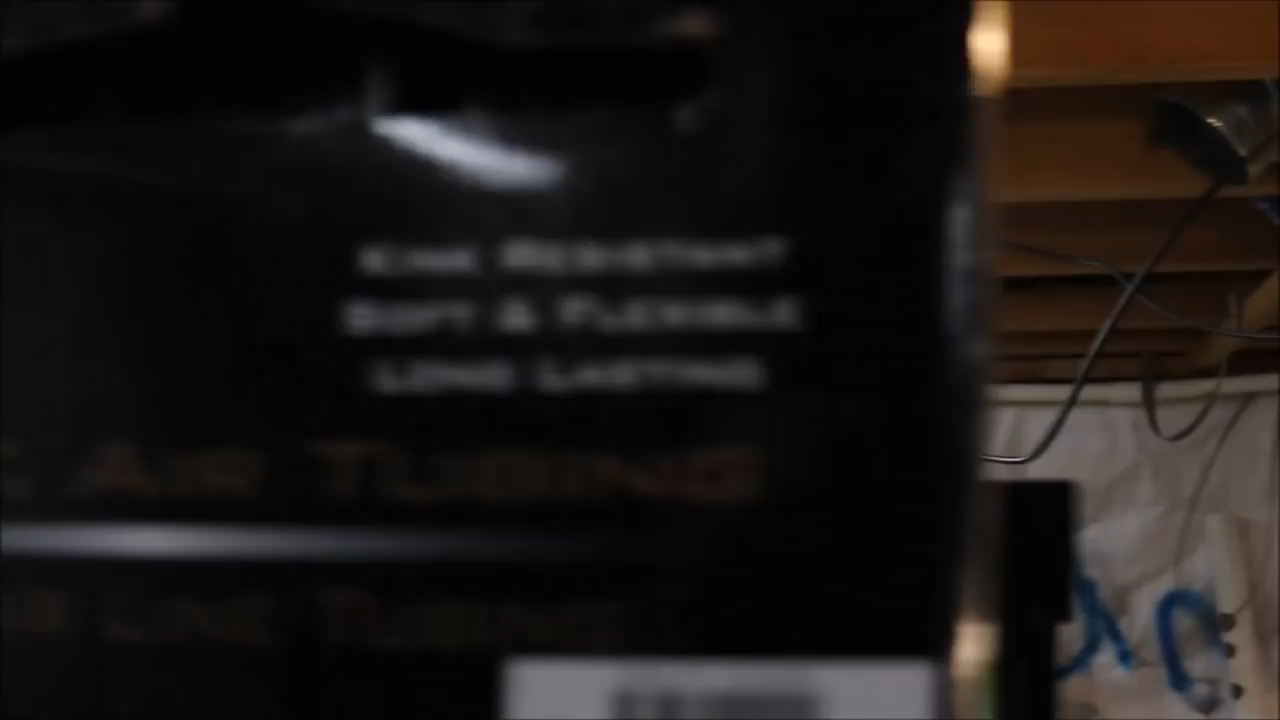 Kink Resistant
Soft & Flexible
Long Lasting
Air Tubing
Line Tubing